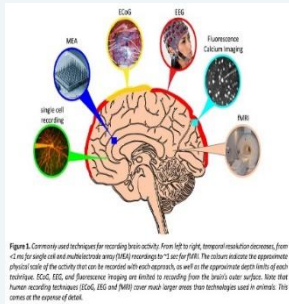 ECoG
EEG
MEA
Fluorescence
Calcium Imaging
single cell
recording
fMRI
Figure 1. Commonly used techniques for recording brain activity. From left to right, temporal resolution decreases, from
<1 ms for single cell and multielectrode array (MEA) recordings to ~1 sec for fMRI. The colours indicate the approximate
physical scale of the activity that can be recorded with each approach, as well as the approximate depth limits of each
technique. ECoG, EEG, and fluorescence imaging are limited to recording from the brain's outer surface. Note that
human recording techniques (ECoG, EEG and fMRI) cover much larger areas than technologies used in animals. This
comes at the expense of detail.